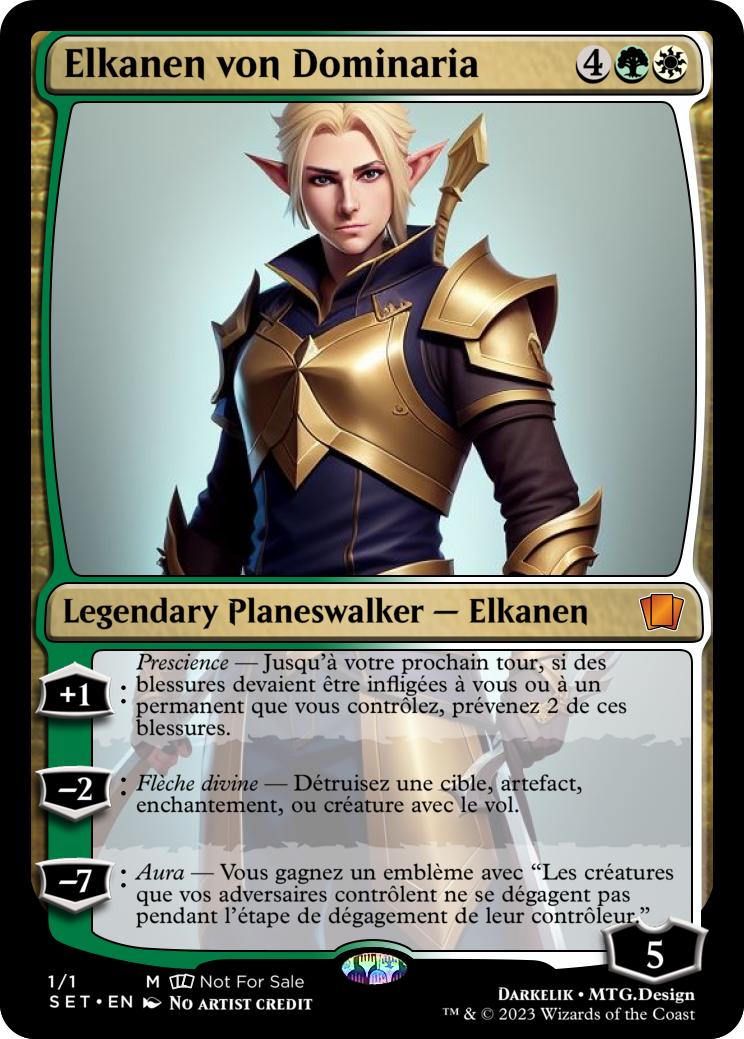 Elkanen von Dominaria 4
Legendary Planeswalker — Elkanen
+1 : Prescience — Jusqu'à votre prochain tour, si des
blessures devaient être infligées à vous ou à un
permanent que vous contrôlez, prévenez 2 de ces
blessures.
−2 : Flèche divine — Détruisez une cible, artefact,
enchantement, ou créature avec le vol.
−7 : Aura — Vous gagnez un emblème avec “Les créatures
que vos adversaires contrôlent ne se dégagent pas
pendant l'étape de dégagement de leur contrôleur.”
5
1/1 M Not For Sale
SET • EN No artist credit
Darkelik • MTG.Design
™ & © 2023 Wizards of the Coast